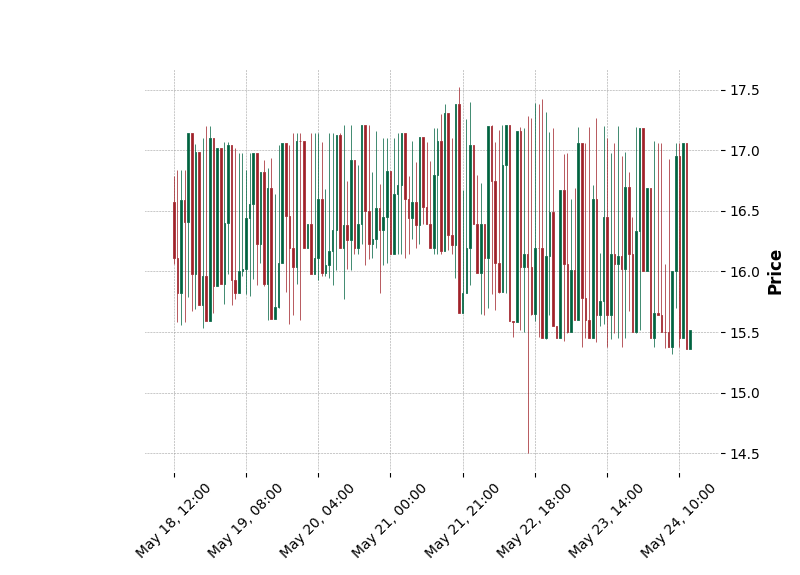 17.5
17.0
16.5
16.0
15.5
15.0
14.5
Price
May 18, 12:00
May 19, 08:00
May 20, 04:00
May 21, 00:00
May 21, 21:00
May 22, 18:00
May 23, 14:00
May 24, 10:00